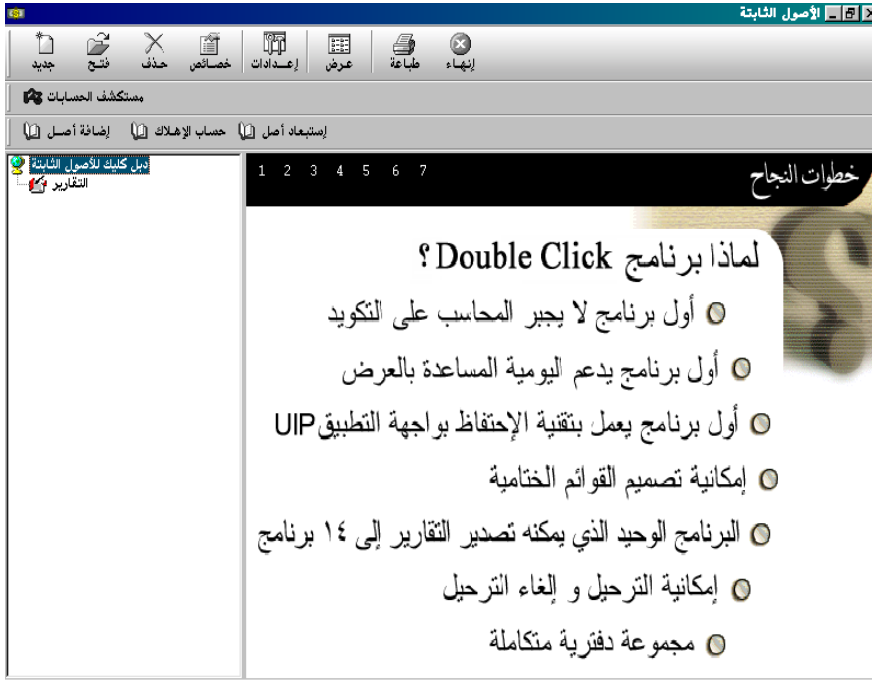 الأصول الثابتة
جديد فتح حذف خصائص إعدادات عرض طباعة إنهاء
مستكشف الحسابات
إضافة أصل حساب الإهلاك إستبعاد أصل
دبل كليك للأصول الثابتة
التقارير
1 2 3 4 5 6 7
خطوات النجاح
لماذا برنامج Double Click ؟
أول برنامج لا يجبر المحاسب على التكويد
أول برنامج يدعم اليومية المساعدة بالعرض
أول برنامج يعمل بتقنية الإحتفاظ بواجهة التطبيق UIP
إمكانية تصميم القوائم الختامية
البرنامج الوحيد الذي يمكنه تصدير التقارير إلى ١٤ برنامج
إمكانية الترحيل و إلغاء الترحيل
مجموعة دفترية متكاملة